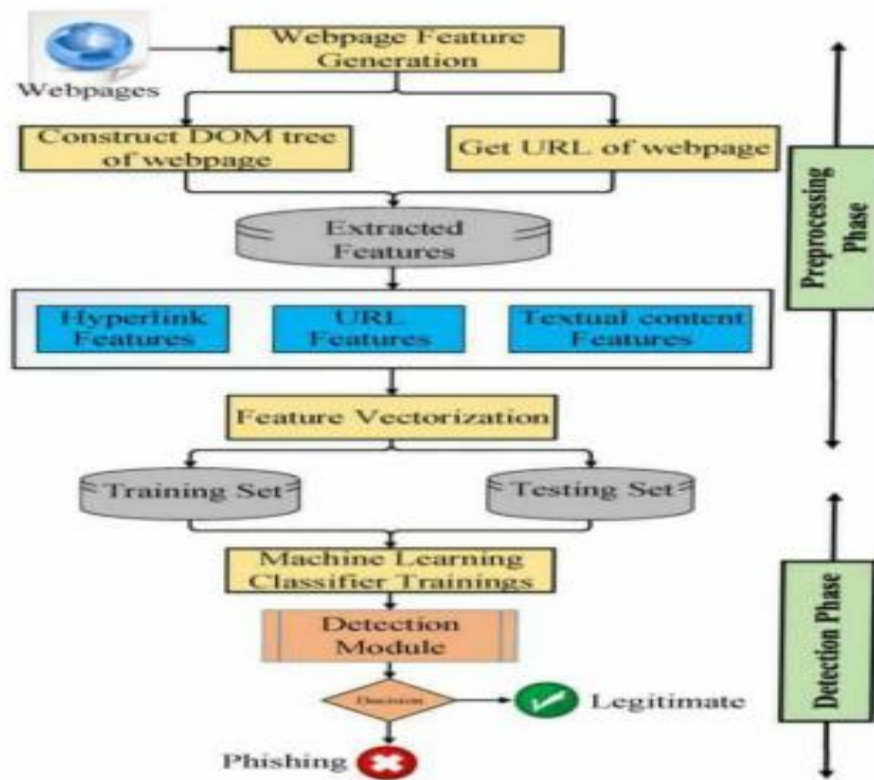 Webpage Feature
Generation
Webpages
Construct DOM tree
of webpage
Get URL of webpage
Extracted
Features
Hyperlink
Features
URL
Features
Textual content
Features
Feature Vectorization
Training Set
Testing Set
Machine Learning
Classifier Trainings
Detection
Module
Decision
Legitimate
Phishing
Preprocessing
Phase
Detection Phase